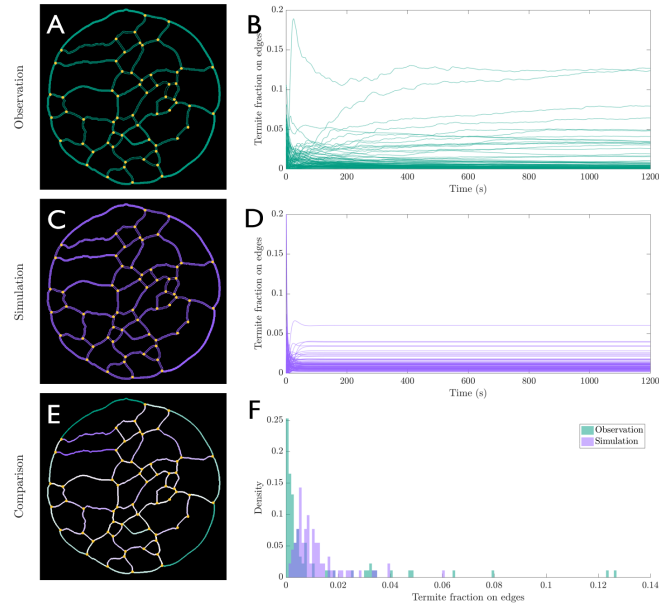 Observation
A
B
Termite fraction on edges
0.2
0.15
0.1
0.05
0
0
200
400
600
800
1000
1200
Time (s)
Simulation
C
D
Termite fraction on edges
0.2
0.15
0.1
0.05
0
0
200
400
600
800
1000
1200
Time (s)
Comparison
E
F
Density
0.25
0.2
0.15
0.1
0.05
0
0
0.02
0.04
0.06
0.08
0.1
0.12
0.14
Termite fraction on edges
Observation
Simulation